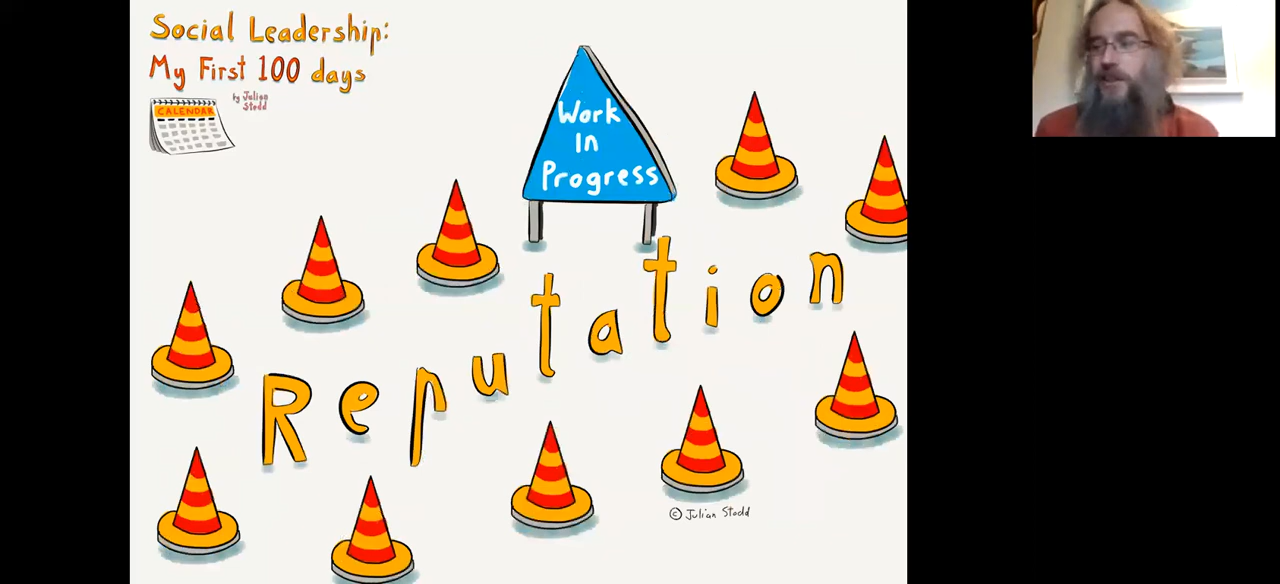 Social Leadership:
My First 100 days
by Julian
Stodd
CALENDAR
Work
In
Progress
Reputation
© Julian Stodd